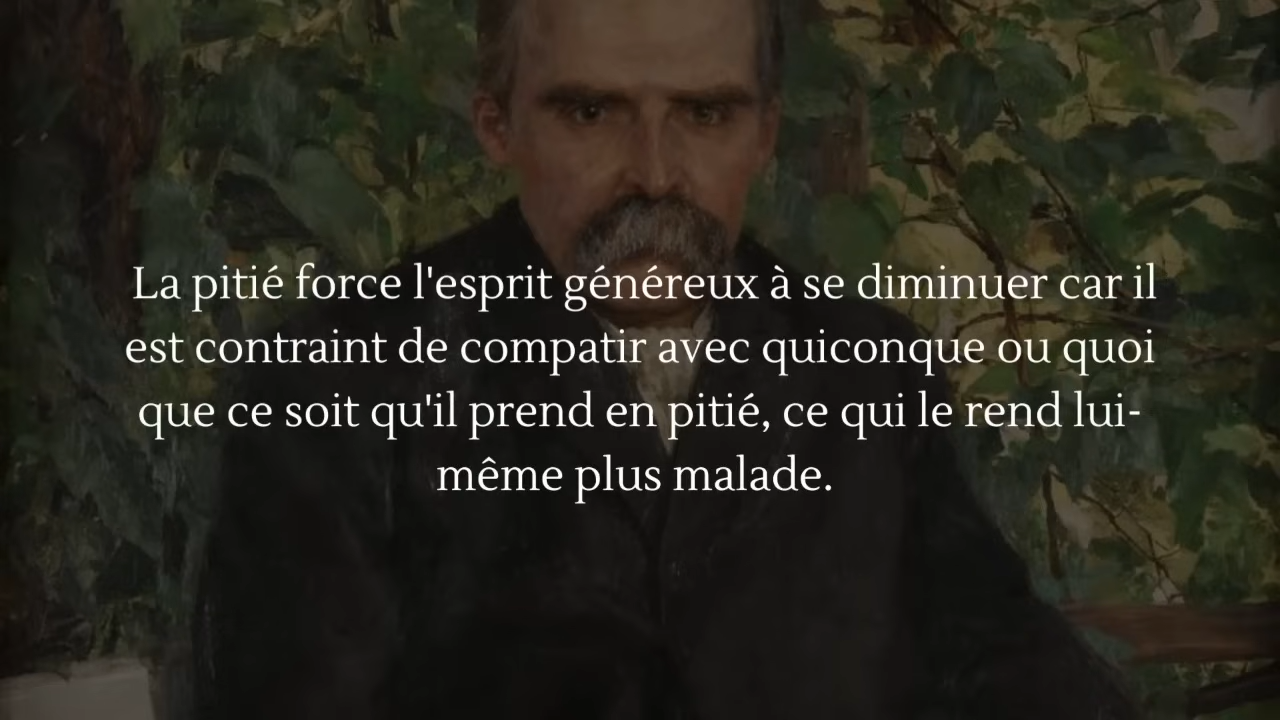 La pitié force l'esprit généreux à se diminuer car il
est contraint de compatir avec quiconque ou quoi
que ce soit qu'il prend en pitié, ce qui le rend lui-
même plus malade.